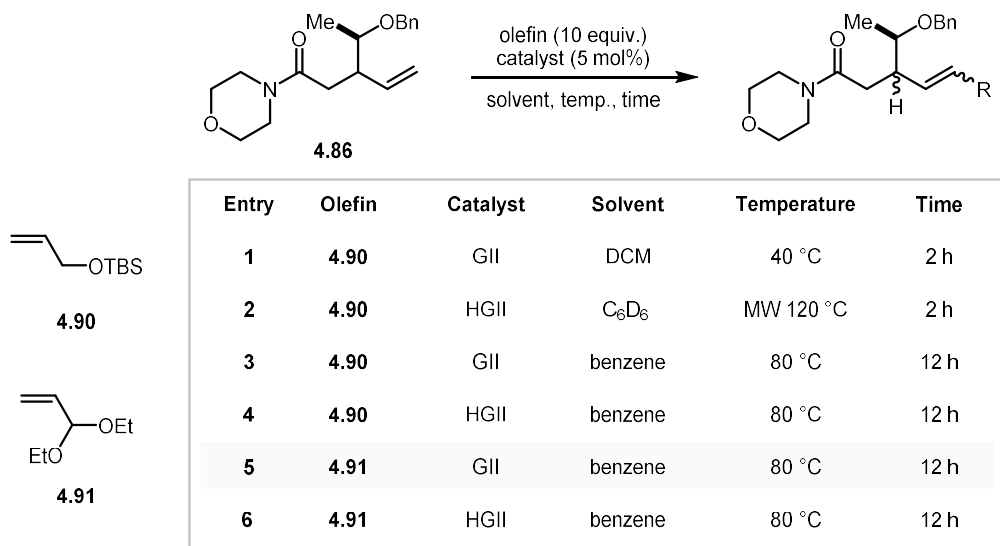 Me OBn
O
N
O
4.86
olefin (10 equiv.)
catalyst (5 mol%)
solvent, temp., time
Me OBn
O
N
H
R
O
Entry Olefin Catalyst Solvent Temperature Time
1 4.90 GII DCM 40 °C 2 h
2 4.90 HGII C₆D₆ MW 120 °C 2 h
3 4.90 GII benzene 80 °C 12 h
4 4.90 HGII benzene 80 °C 12 h
5 4.91 GII benzene 80 °C 12 h
6 4.91 HGII benzene 80 °C 12 h
OTBS
4.90
OEt
EtO
4.91